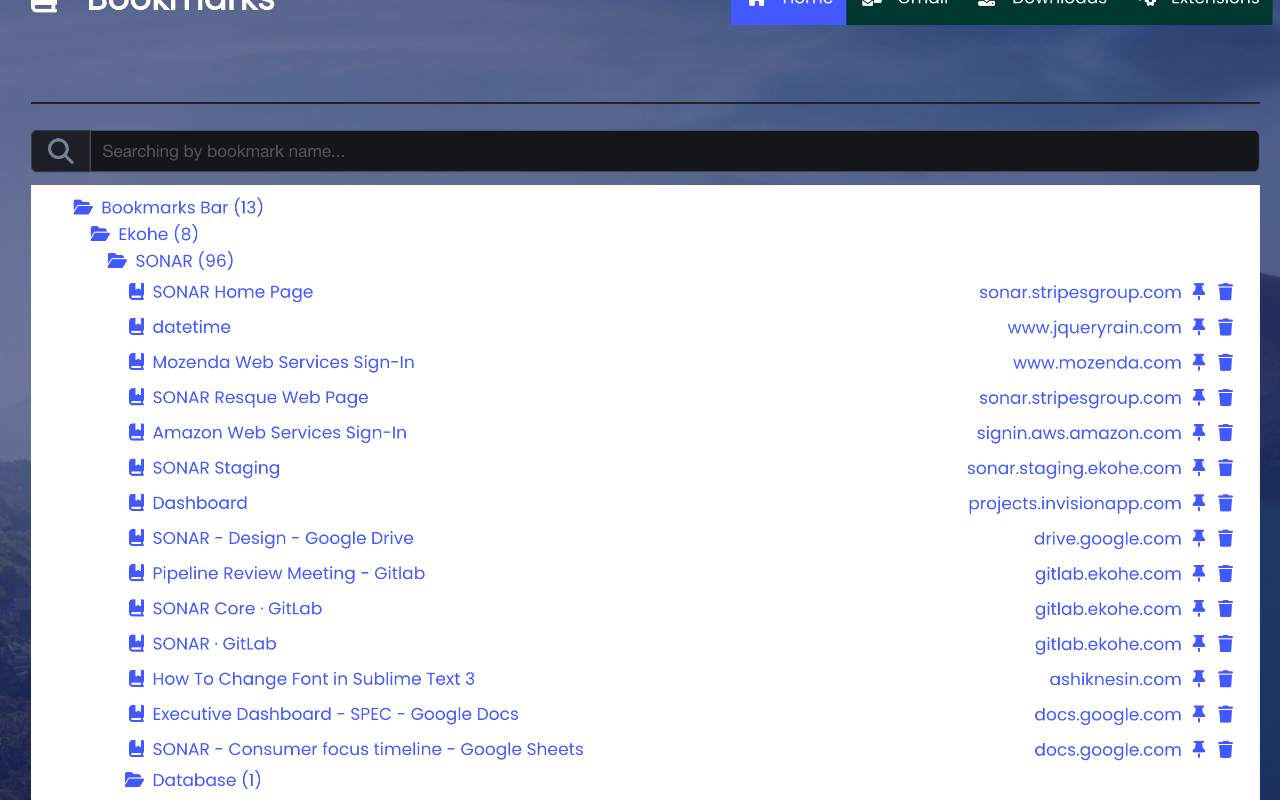 Bookmarks
Home Gmail Downloads Extensions
Searching by bookmark name...
Bookmarks Bar (13)
Ekohe (8)
SONAR (96)
SONAR Home Page sonar.stripesgroup.com
datetime www.jqueryrain.com
Mozenda Web Services Sign-In www.mozenda.com
SONAR Resque Web Page sonar.stripesgroup.com
Amazon Web Services Sign-In signin.aws.amazon.com
SONAR Staging sonar.staging.ekohe.com
Dashboard projects.invisionapp.com
SONAR - Design - Google Drive drive.google.com
Pipeline Review Meeting - Gitlab gitlab.ekohe.com
SONAR Core · GitLab gitlab.ekohe.com
SONAR · GitLab gitlab.ekohe.com
How To Change Font in Sublime Text 3 ashiknesin.com
Executive Dashboard - SPEC - Google Docs docs.google.com
SONAR - Consumer focus timeline - Google Sheets docs.google.com
Database (1)